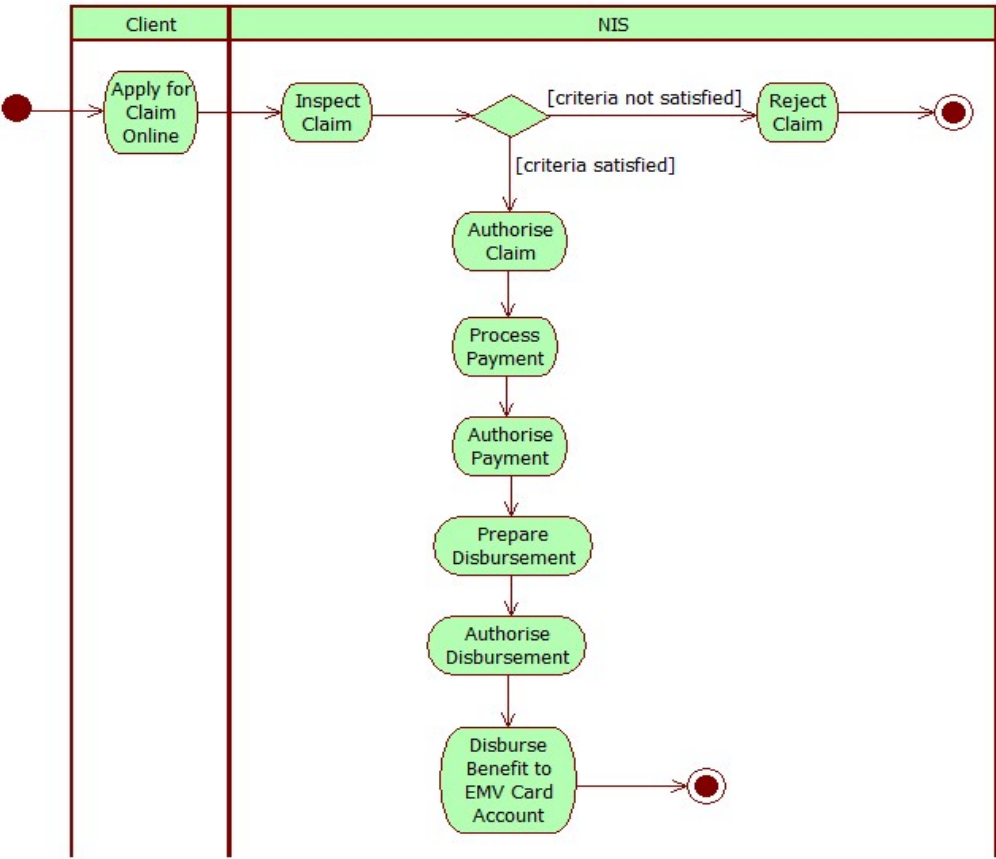 Client
NIS
Apply for
Claim
Online
Inspect
Claim
[criteria not satisfied]
Reject
Claim
[criteria satisfied]
Authorise
Claim
Process
Payment
Authorise
Payment
Prepare
Disbursement
Authorise
Disbursement
Disburse
Benefit to
EMV Card
Account